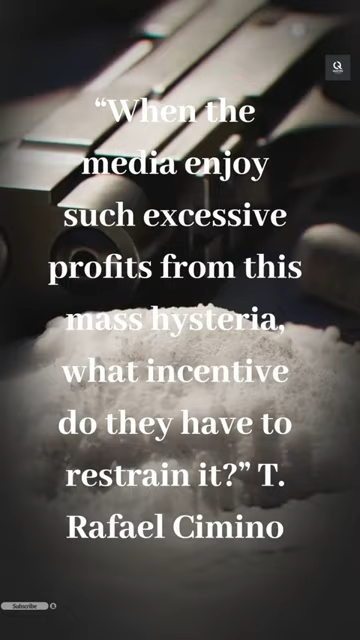 “When the
media enjoy
such excessive
profits from this
mass hysteria,
what incentive
do they have to
restrain it?” T.
Rafael Cimino
Subscribe